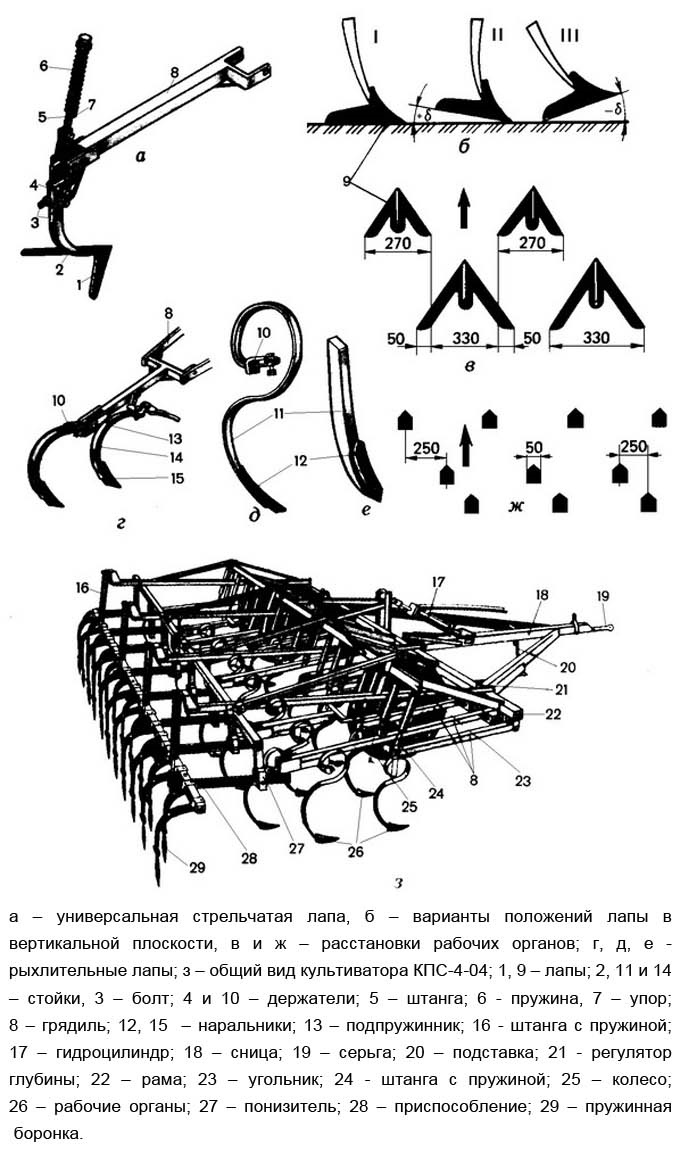 6
8
7
5
а
4
3
2
1
I
II
III
+δ
−δ
б
9
270
270
50
330
50
330
в
8
10
13
14
15
г
10
11
12
д
е
250
50
250
ж
16
17
18
19
20
21
22
23
8
24
25
26
27
28
29
з
а – универсальная стрельчатая лапа, б – варианты положений лапы в
вертикальной плоскости, в и ж – расстановки рабочих органов; г, д, е -
рыхлительные лапы; з – общий вид культиватора КПС-4-04; 1, 9 – лапы; 2, 11 и 14
– стойки, 3 – болт; 4 и 10 – держатели; 5 – штанга; 6 - пружина, 7 – упор;
8 – грядиль; 12, 15 – наральники; 13 – подпружинник; 16 - штанга с пружиной;
17 – гидроцилиндр; 18 – сница; 19 – серьга; 20 – подставка; 21 - регулятор
глубины; 22 – рама; 23 – угольник; 24 - штанга с пружиной; 25 – колесо;
26 – рабочие органы; 27 – понизитель; 28 – приспособление; 29 – пружинная
боронка.